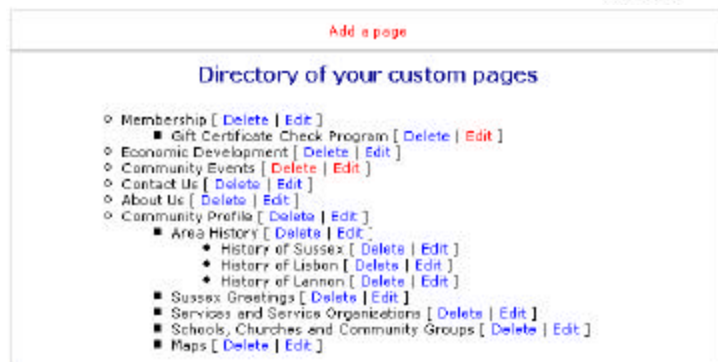 Add a page
Directory of your custom pages
Membership [ Delete | Edit ]
Gift Certificate Check Program [ Delete | Edit ]
Economic Development [ Delete | Edit ]
Community Events [ Delete | Edit ]
Contact Us [ Delete | Edit ]
About Us [ Delete | Edit ]
Community Profile [ Delete | Edit ]
Area History [ Delete | Edit ]
History of Sussex [ Delete | Edit ]
History of Lisbon [ Delete | Edit ]
History of Lannon [ Delete | Edit ]
Sussex Greetings [ Delete | Edit ]
Services and Service Organizations [ Delete | Edit ]
Schools, Churches and Community Groups [ Delete | Edit ]
Maps [ Delete | Edit ]